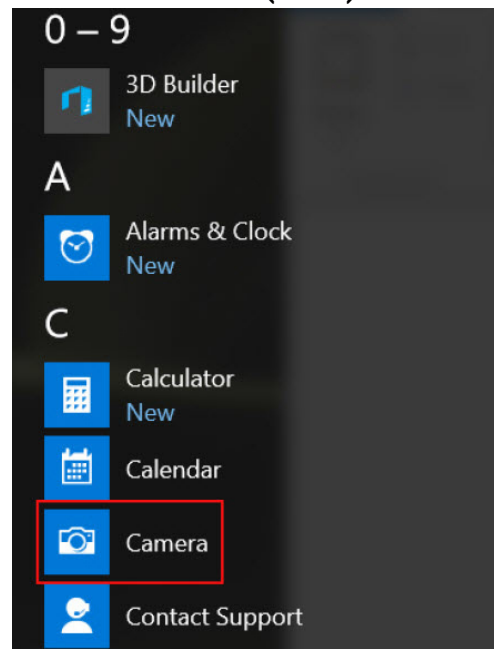 0 – 9
3D Builder
New
A
Alarms & Clock
New
C
Calculator
New
Calendar
Camera
Contact Support